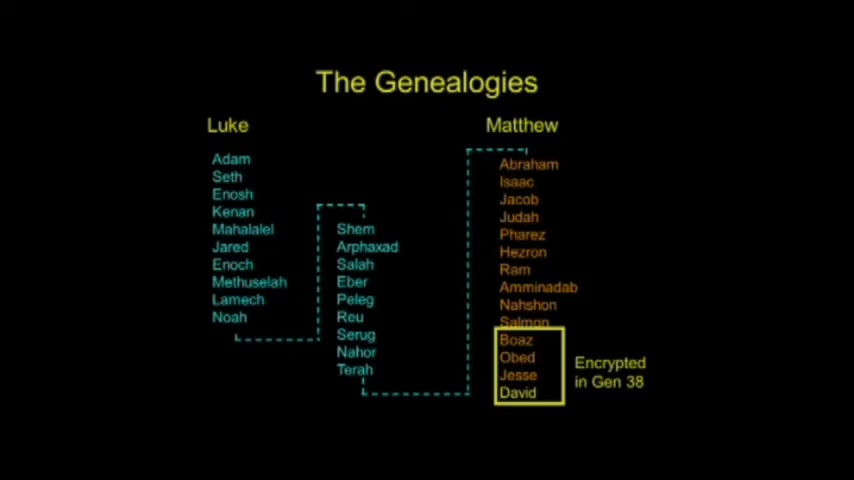 The Genealogies
Luke
Adam
Seth
Enosh
Kenan
Mahalalel
Jared
Enoch
Methuselah
Lamech
Noah
Shem
Arphaxad
Salah
Eber
Peleg
Reu
Serug
Nahor
Terah
Matthew
Abraham
Isaac
Jacob
Judah
Pharez
Hezron
Ram
Amminadab
Nahshon
Salmon
Boaz
Obed
Jesse
David
Encrypted
in Gen 38